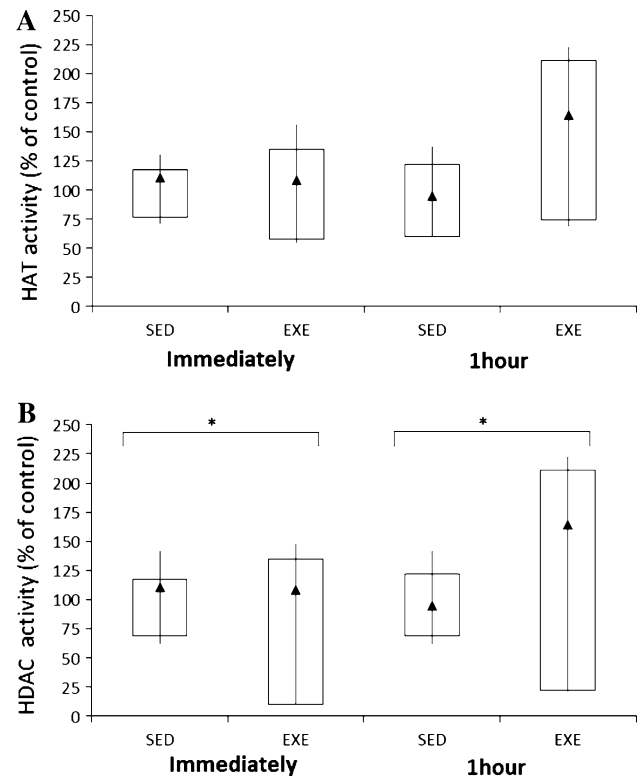 A
HAT activity (% of control)
250
225
200
175
150
125
100
75
50
25
0
SED EXE SED EXE
Immediately 1hour
B
HDAC activity (% of control)
250
225
200
175
150
125
100
75
50
25
0
* *
SED EXE SED EXE
Immediately 1hour